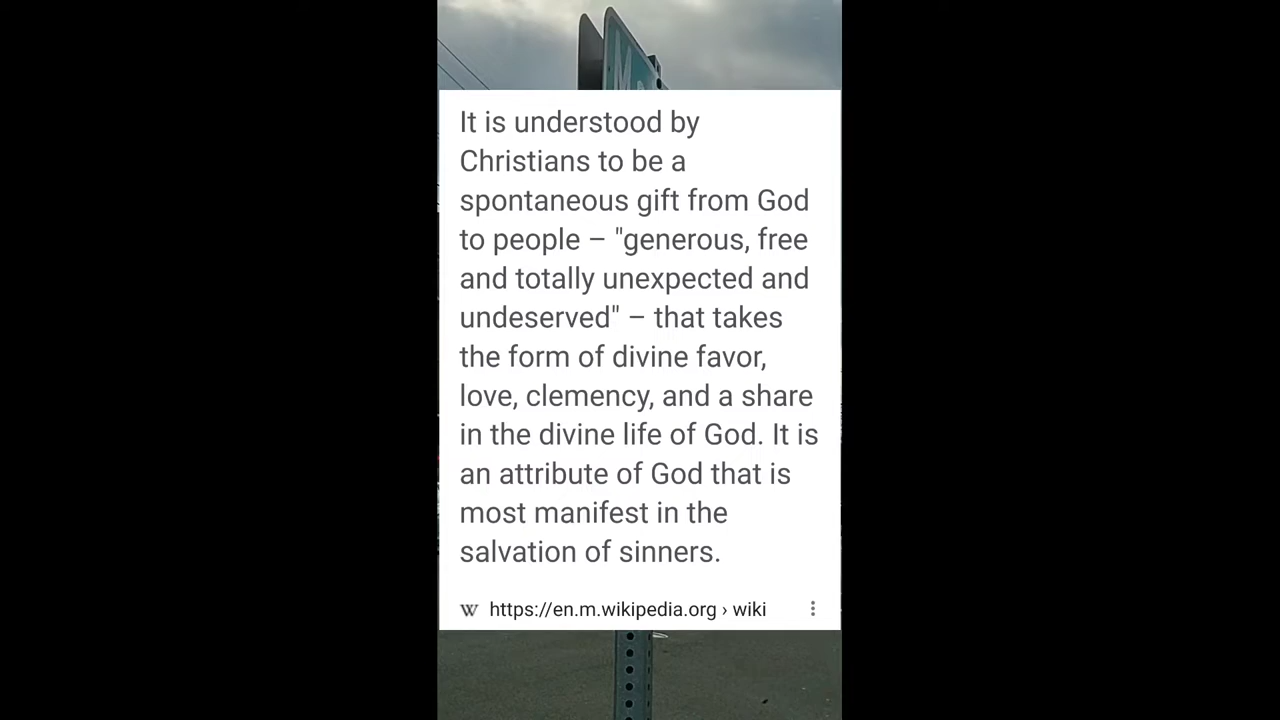 It is understood by
Christians to be a
spontaneous gift from God
to people – "generous, free
and totally unexpected and
undeserved" – that takes
the form of divine favor,
love, clemency, and a share
in the divine life of God. It is
an attribute of God that is
most manifest in the
salvation of sinners.
W https://en.m.wikipedia.org › wiki